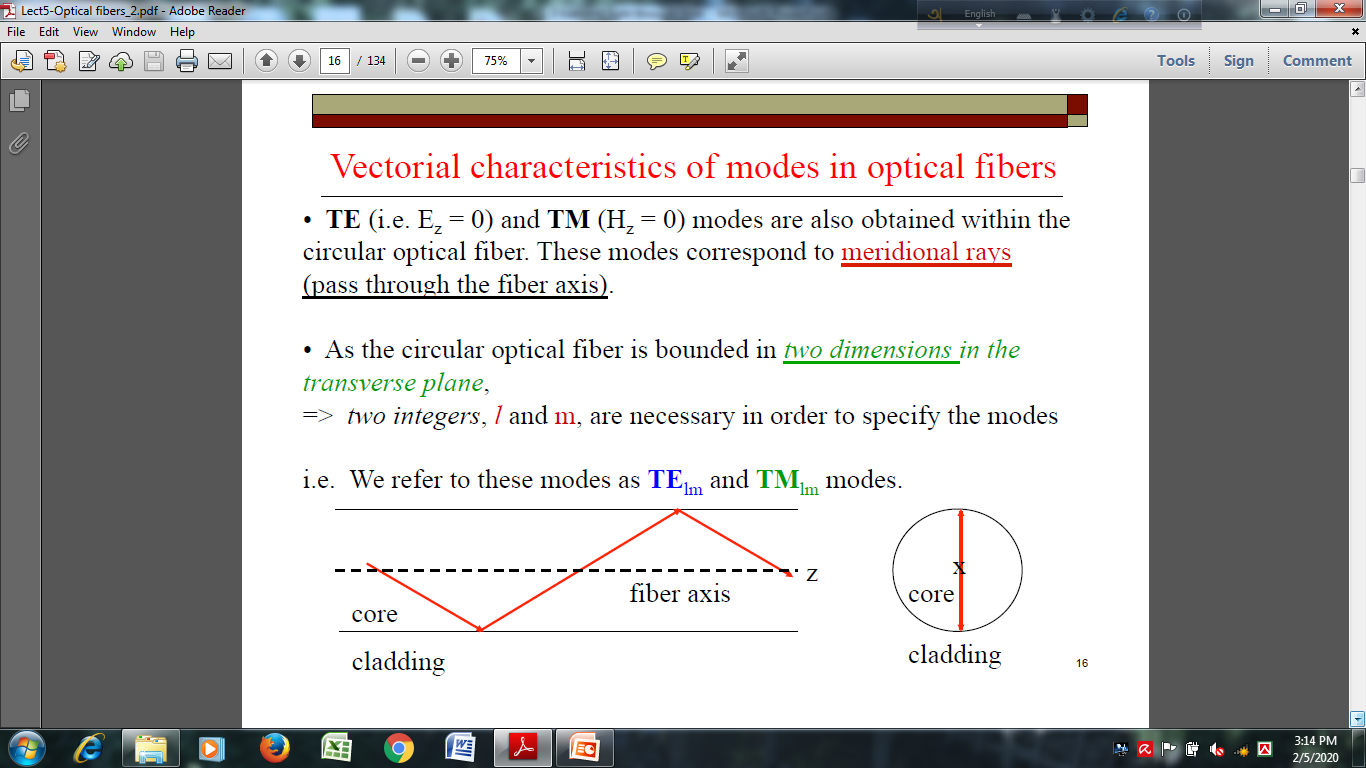 Lect5-Optical fibers_2.pdf - Adobe Reader
English
File Edit View Window Help
16 / 134 75% Tools Sign Comment
Vectorial characteristics of modes in optical fibers
• TE (i.e. Ez = 0) and TM (Hz = 0) modes are also obtained within the
circular optical fiber. These modes correspond to meridional rays
(pass through the fiber axis).
• As the circular optical fiber is bounded in two dimensions in the
transverse plane,
=> two integers, l and m, are necessary in order to specify the modes
i.e. We refer to these modes as TElm and TMlm modes.
z
x
fiber axis
core
core
cladding
cladding
16
3:14 PM
2/5/2020